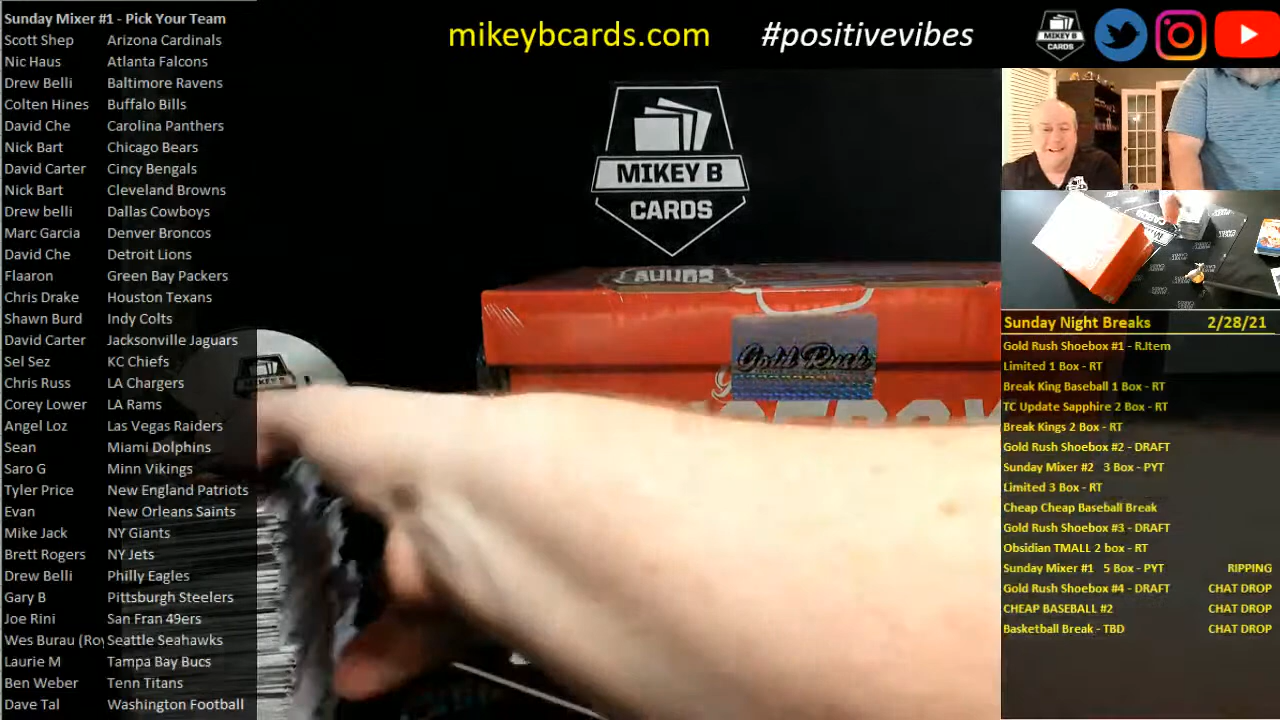 Sunday Mixer #1 - Pick Your Team
Scott Shep Arizona Cardinals
Nic Haus Atlanta Falcons
Drew Belli Baltimore Ravens
Colten Hines Buffalo Bills
David Che Carolina Panthers
Nick Bart Chicago Bears
David Carter Cincy Bengals
Nick Bart Cleveland Browns
Drew belli Dallas Cowboys
Marc Garcia Denver Broncos
David Che Detroit Lions
Flaaron Green Bay Packers
Chris Drake Houston Texans
Shawn Burd Indy Colts
David Carter Jacksonville Jaguars
Sel Sez KC Chiefs
Chris Russ LA Chargers
Corey Lower LA Rams
Angel Loz Las Vegas Raiders
Sean Miami Dolphins
Saro G Minn Vikings
Tyler Price New England Patriots
Evan New Orleans Saints
Mike Jack NY Giants
Brett Rogers NY Jets
Drew Belli Philly Eagles
Gary B Pittsburgh Steelers
Joe Rini San Fran 49ers
Wes Burau (Roy Seattle Seahawks
Laurie M Tampa Bay Bucs
Ben Weber Tenn Titans
Dave Tal Washington Football
mikeybcards.com #positivevibes
MIKEY B
CARDS
MIKEY B
CARDS
Gold Rush
Sunday Night Breaks 2/28/21
Gold Rush Shoebox #1 - R.Item
Limited 1 Box - RT
Break King Baseball 1 Box - RT
TC Update Sapphire 2 Box - RT
Break Kings 2 Box - RT
Gold Rush Shoebox #2 - DRAFT
Sunday Mixer #2 3 Box - PYT
Limited 3 Box - RT
Cheap Cheap Baseball Break
Gold Rush Shoebox #3 - DRAFT
Obsidian TMALL 2 box - RT
Sunday Mixer #1 5 Box - PYT RIPPING
Gold Rush Shoebox #4 - DRAFT CHAT DROP
CHEAP BASEBALL #2 CHAT DROP
Basketball Break - TBD CHAT DROP